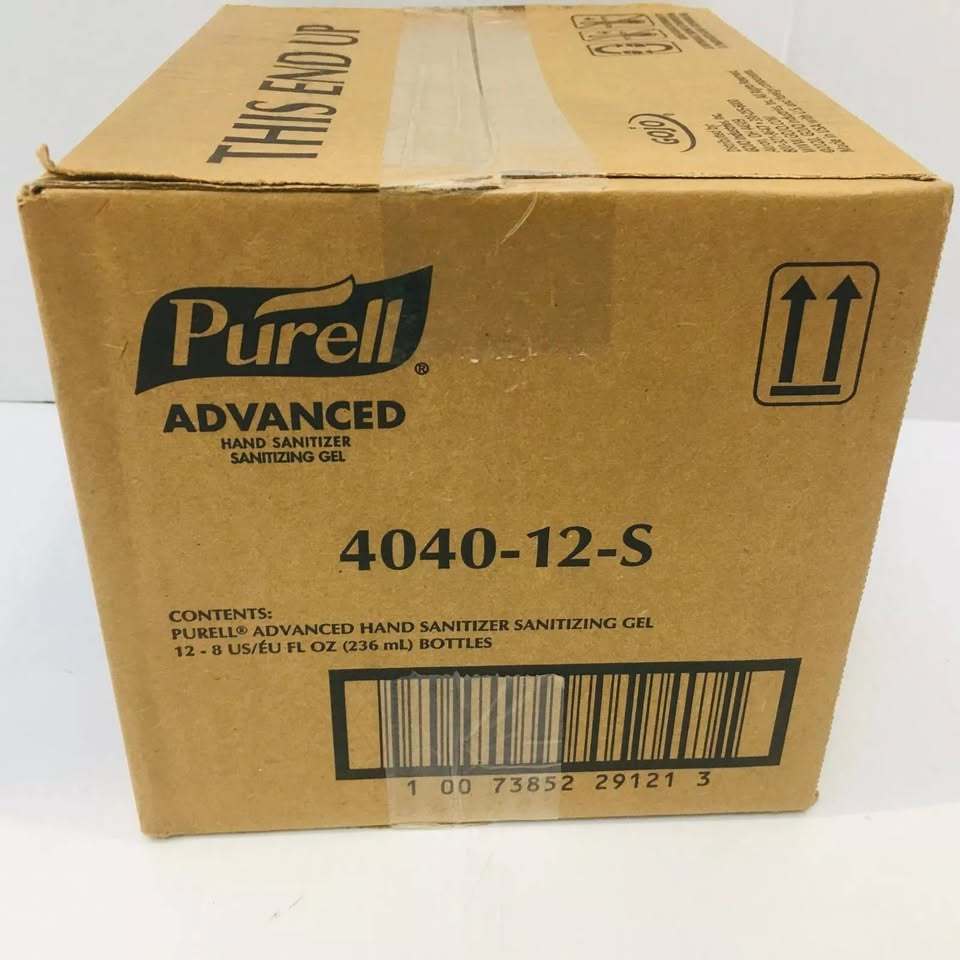 THIS END UP
GOJO
Purell®
ADVANCED
HAND SANITIZER
SANITIZING GEL
4040-12-S
CONTENTS:
PURELL® ADVANCED HAND SANITIZER SANITIZING GEL
12 - 8 US/ÉU FL OZ (236 mL) BOTTLES
1 00 73852 29121 3